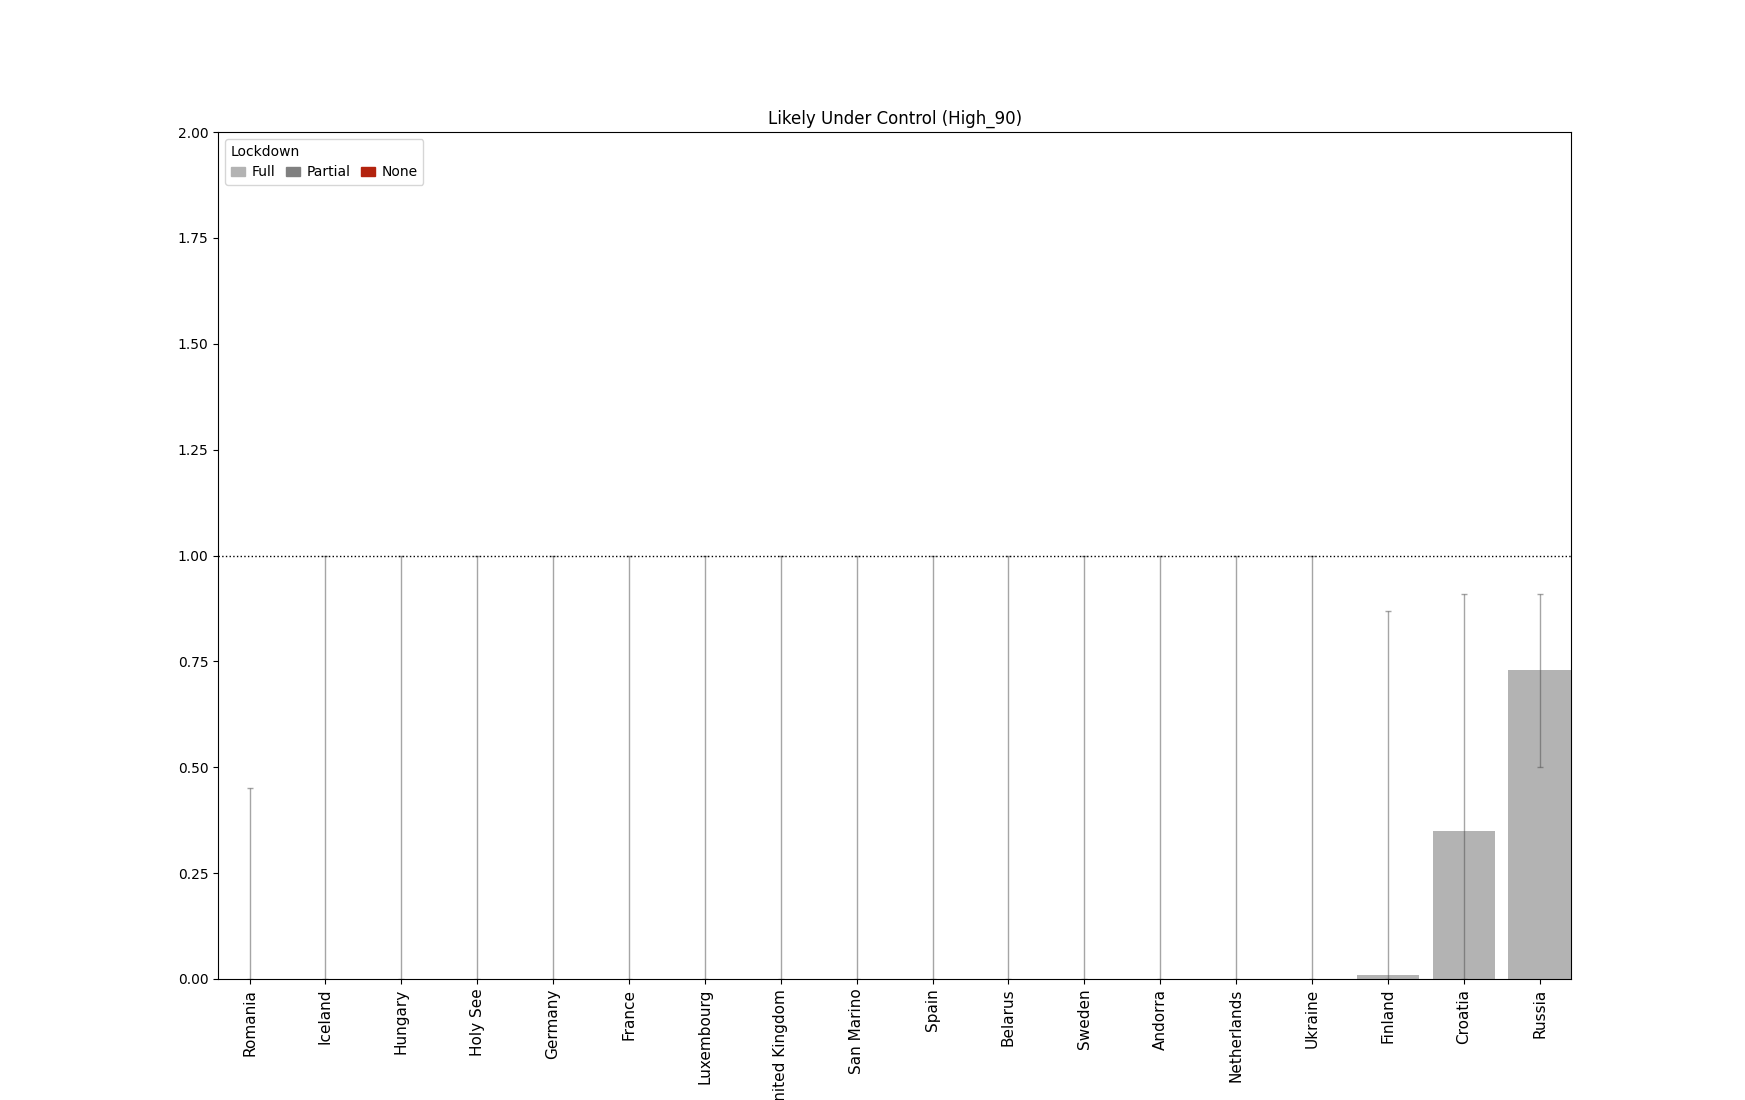 Likely Under Control (High_90)
Lockdown
Full Partial None
2.00
1.75
1.50
1.25
1.00
0.75
0.50
0.25
0.00
Romania
Iceland
Hungary
Holy See
Germany
France
Luxembourg
nited Kingdom
San Marino
Spain
Belarus
Sweden
Andorra
Netherlands
Ukraine
Finland
Croatia
Russia